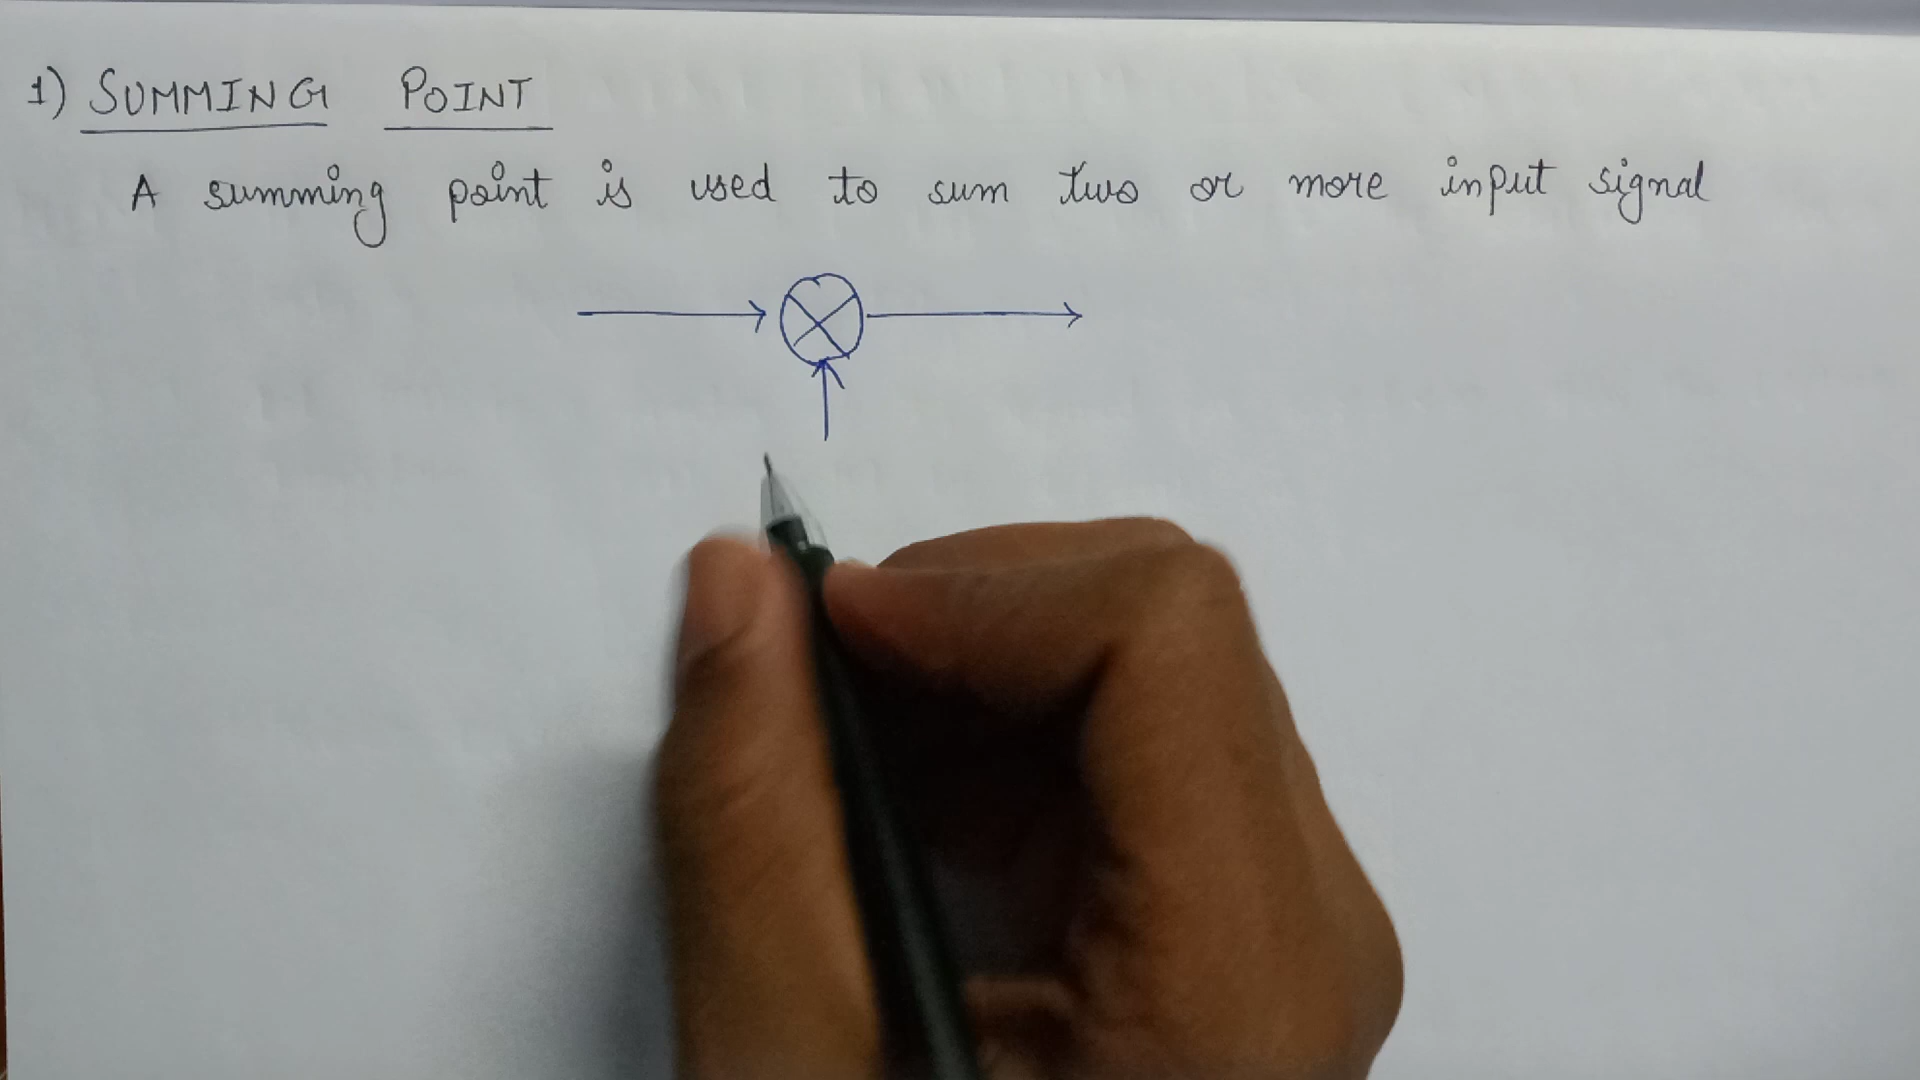 1) SUMMING POINT
A summing point is used to sum two or more input signal